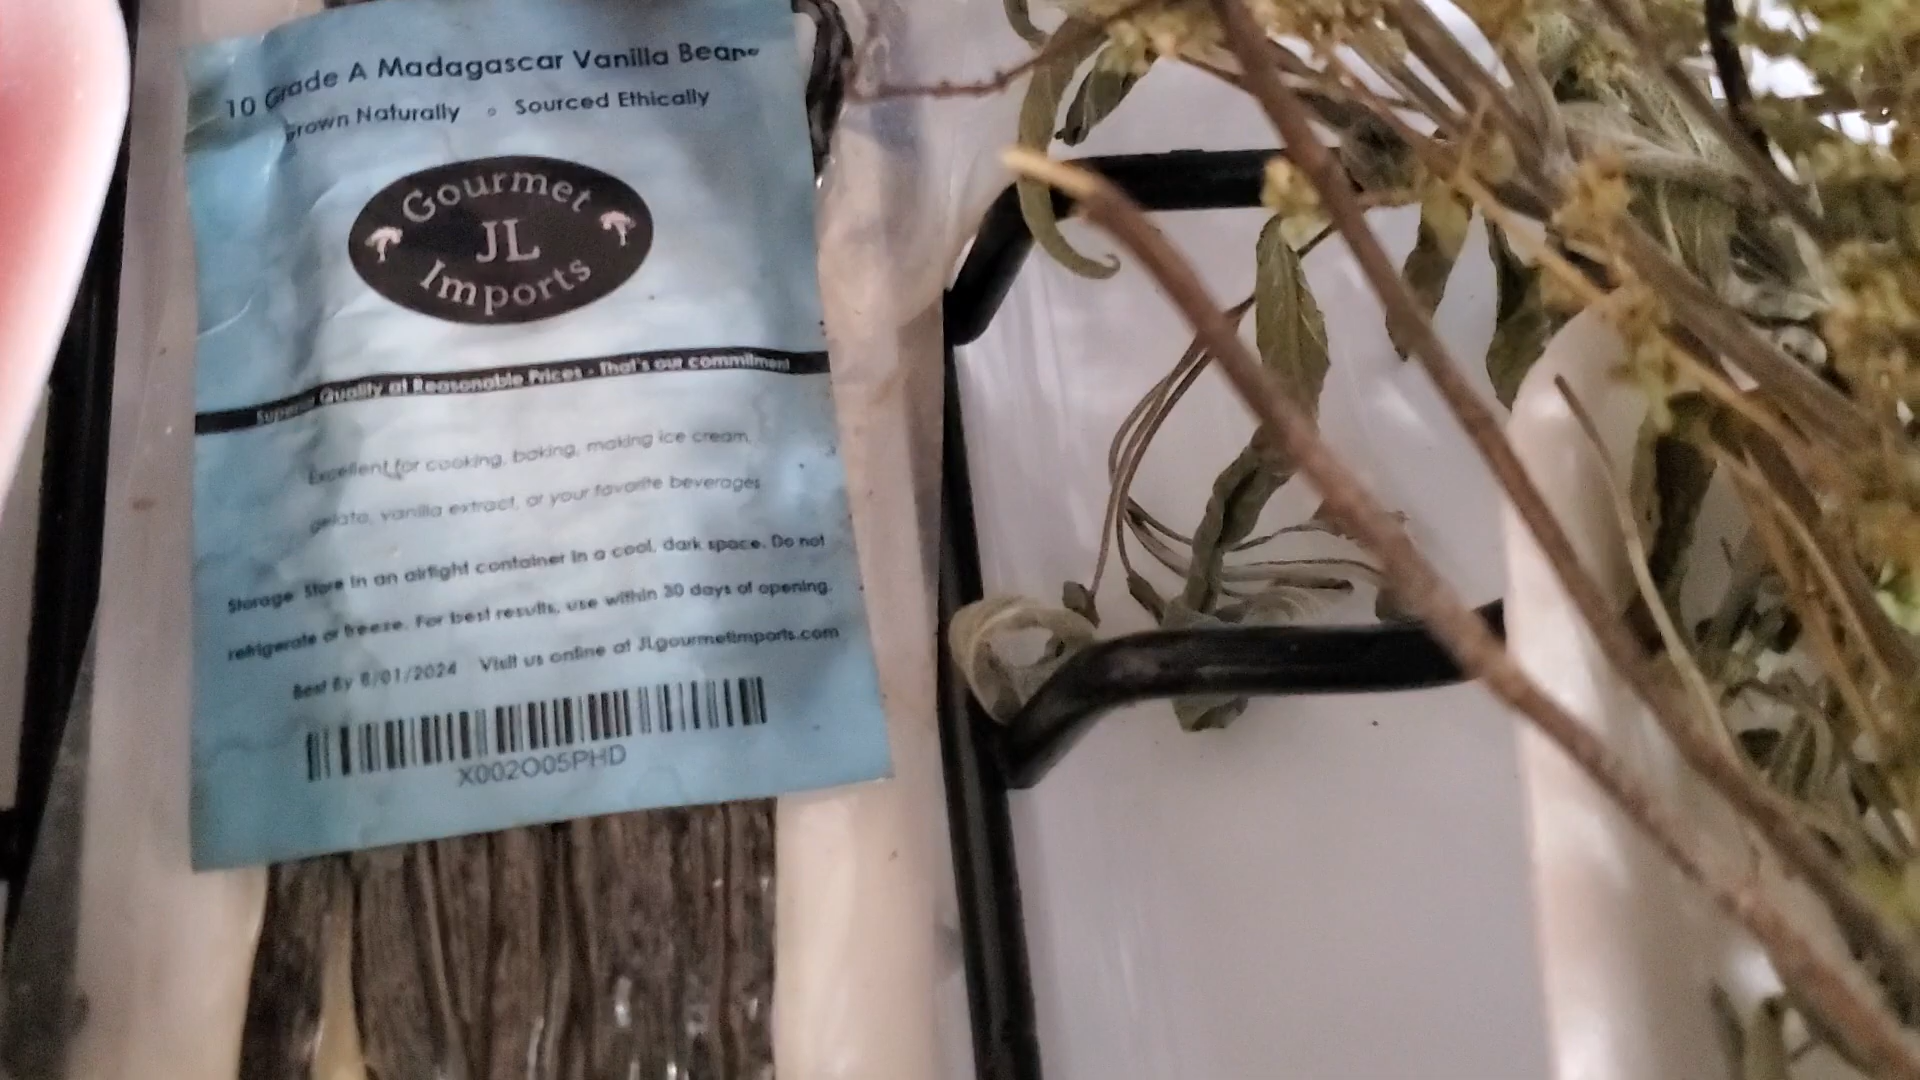 10 Grade A Madagascar Vanilla Beans
Grown Naturally • Sourced Ethically
Gourmet
JL
Imports
Superior Quality at Reasonable Prices - That's our commitment
Excellent for cooking, baking, making ice cream,
gelato, vanilla extract, or your favorite beverages
Storage Store in an airtight container in a cool, dark space. Do not
refrigerate or freeze. For best results, use within 30 days of opening.
Best By 8/01/2024 Visit us online at JLgourmetimports.com
X002O05PHD